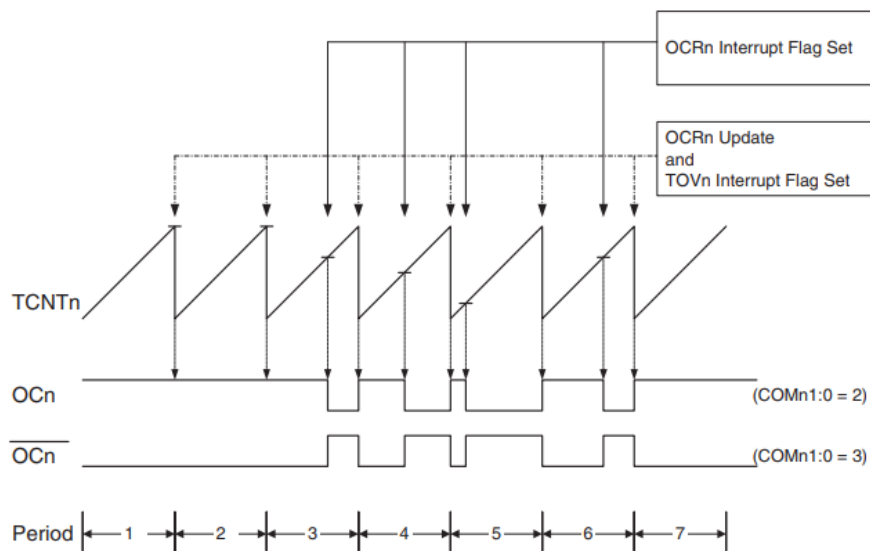 OCRn Interrupt Flag Set
OCRn Update
and
TOVn Interrupt Flag Set
TCNTn
OCn
(COMn1:0 = 2)
OCn
(COMn1:0 = 3)
Period
1 2 3 4 5 6 7